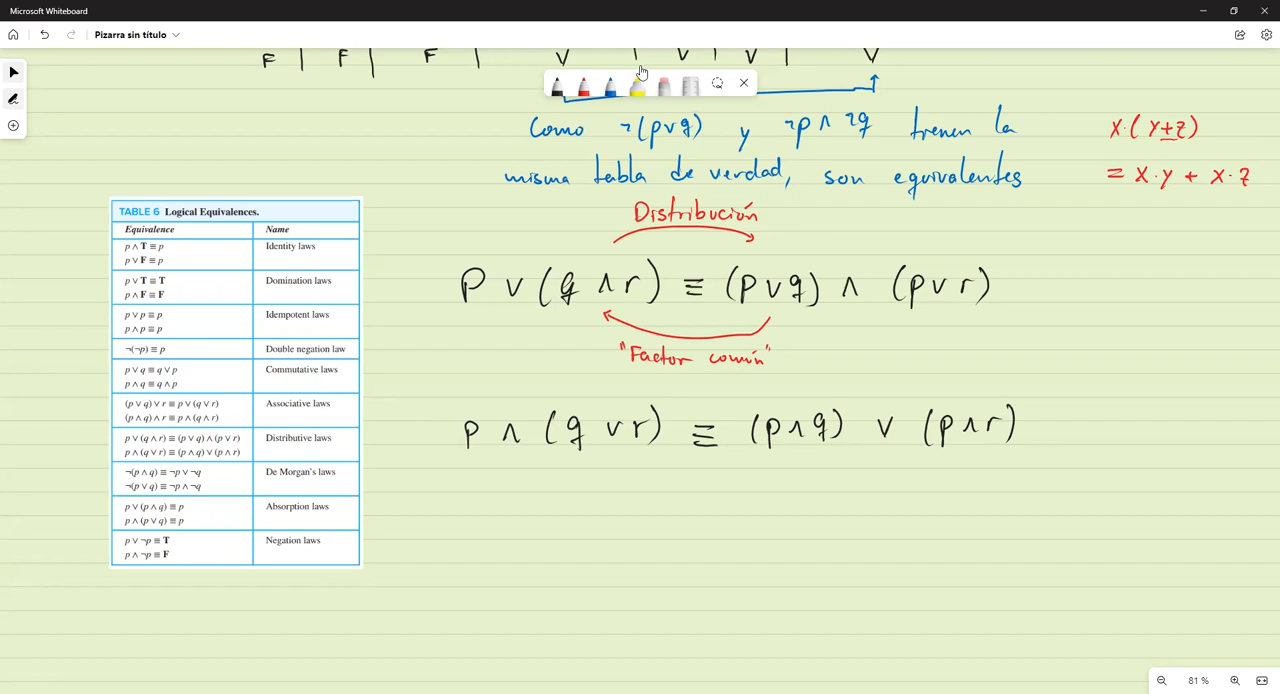 Microsoft Whiteboard
Pizarra sin título
F | F | F | V V V V
Como ¬(p∨q) y ¬p∧¬q tienen la
misma tabla de verdad, son equivalentes
x·(y+z)
= x·y + x·z
Distribución
p ∨ (q ∧ r) ≡ (p∨q) ∧ (p∨r)
"Factor común"
p ∧ (q ∨ r) ≡ (p∧q) ∨ (p∧r)
TABLE 6 Logical Equivalences.
Equivalence Name
p ∧ T ≡ p Identity laws
p ∨ F ≡ p
p ∨ T ≡ T Domination laws
p ∧ F ≡ F
p ∨ p ≡ p Idempotent laws
p ∧ p ≡ p
¬(¬p) ≡ p Double negation law
p ∨ q ≡ q ∨ p Commutative laws
p ∧ q ≡ q ∧ p
(p ∨ q) ∨ r ≡ p ∨ (q ∨ r) Associative laws
(p ∧ q) ∧ r ≡ p ∧ (q ∧ r)
p ∨ (q ∧ r) ≡ (p ∨ q) ∧ (p ∨ r) Distributive laws
p ∧ (q ∨ r) ≡ (p ∧ q) ∨ (p ∧ r)
¬(p ∧ q) ≡ ¬p ∨ ¬q De Morgan's laws
¬(p ∨ q) ≡ ¬p ∧ ¬q
p ∨ (p ∧ q) ≡ p Absorption laws
p ∧ (p ∨ q) ≡ p
p ∨ ¬p ≡ T Negation laws
p ∧ ¬p ≡ F
81 %